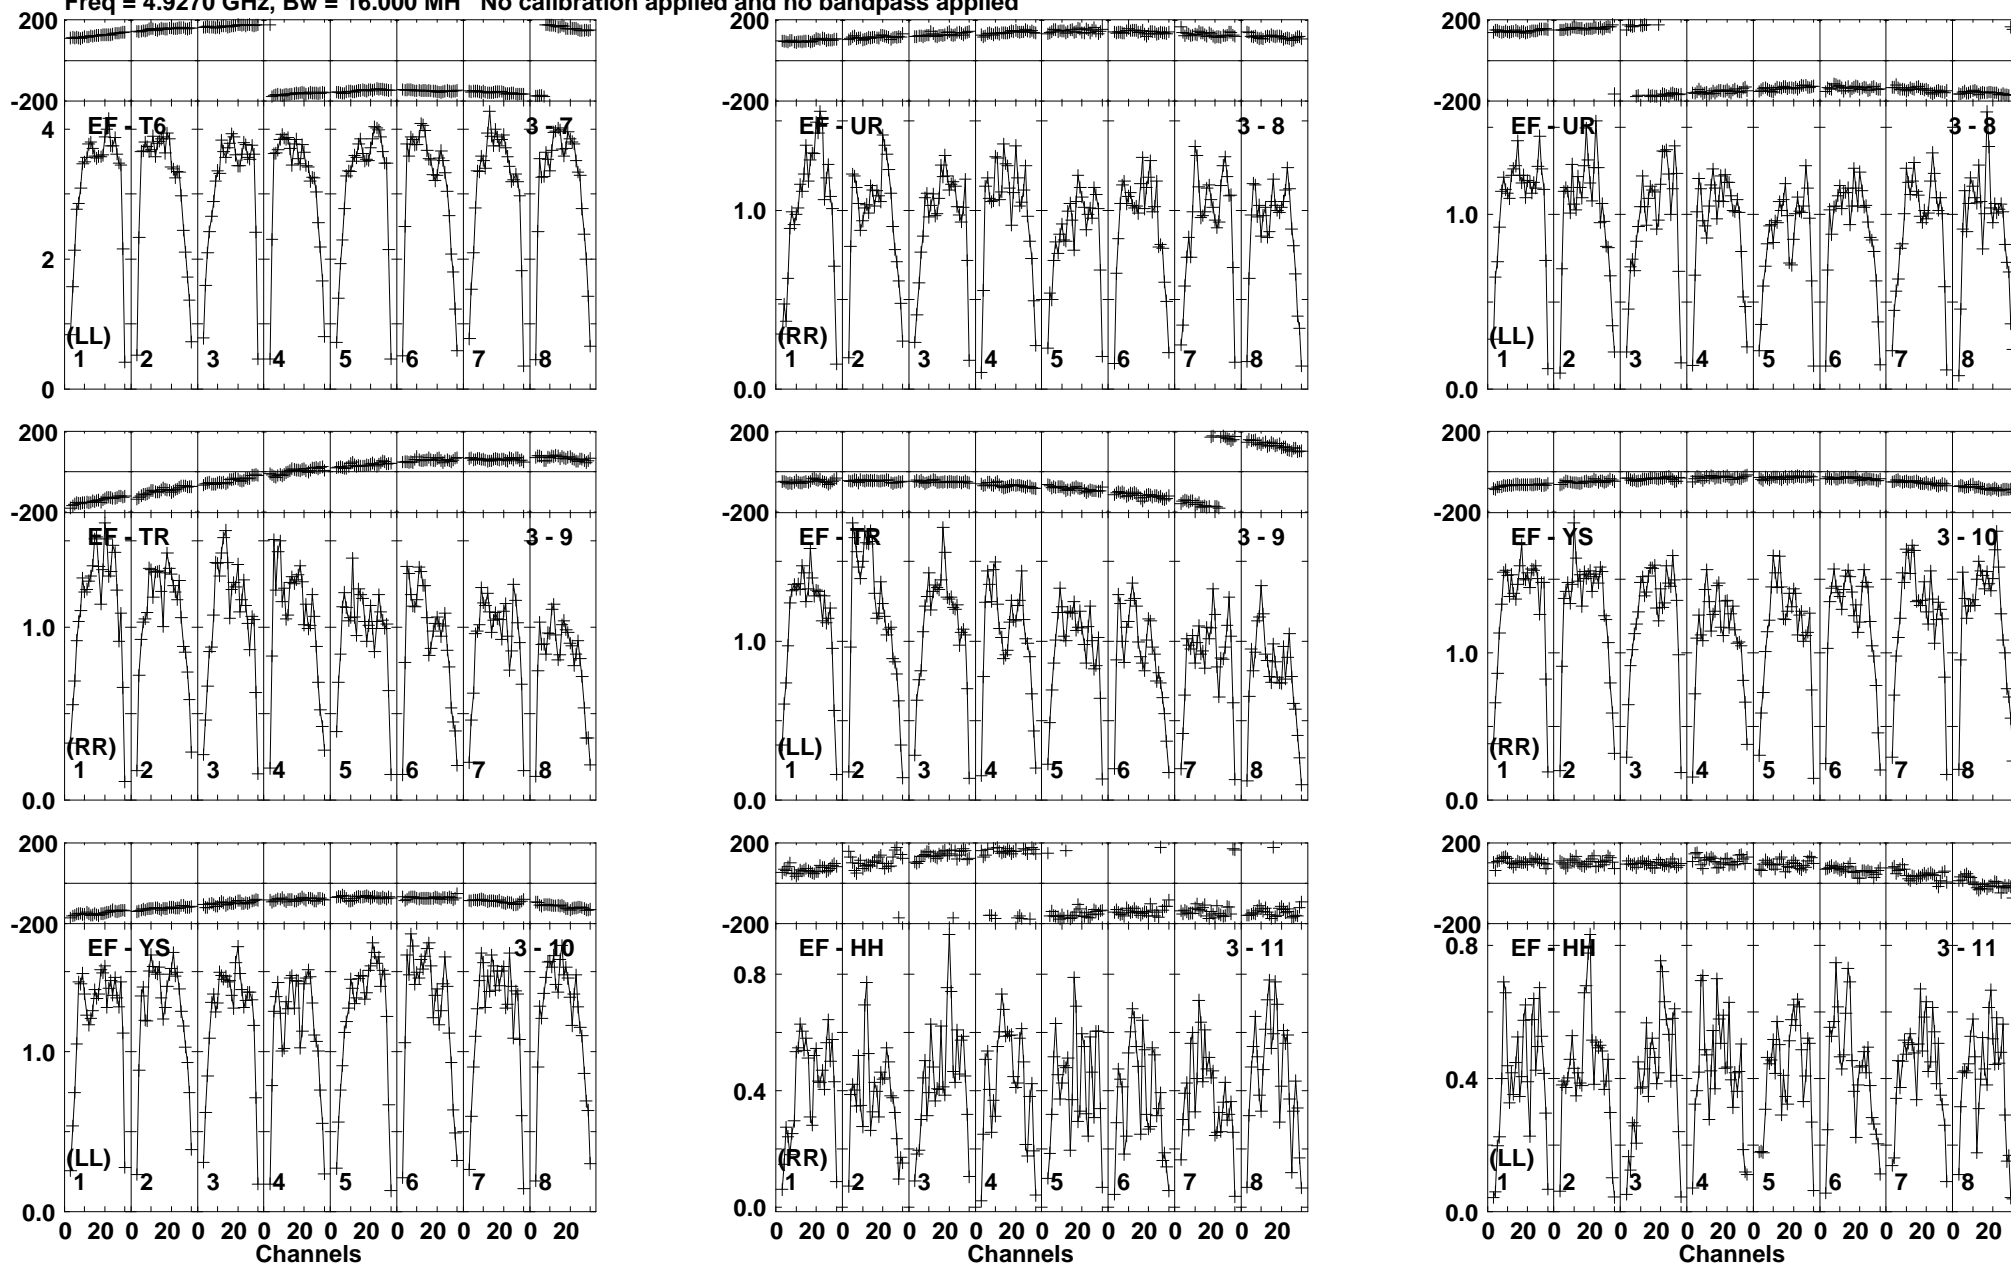 Freq = 4.9270 GHz, Bw = 16.000 MH No calibration applied and no bandpass applied
200 200 200
-200 -200 -200
4 EF - T6 3 - 7 EF - UR 3 - 8 EF - UR 3 - 8
1.0 1.0
2
(LL) (RR) (LL)
1 2 3 4 5 6 7 8 1 2 3 4 5 6 7 8 1 2 3 4 5 6 7 8
0 0.0 0.0
200 200 200
-200 -200 -200
EF - TR 3 - 9 EF - TR 3 - 9 EF - YS 3 - 10
1.0 1.0 1.0
(RR) (LL) (RR)
1 2 3 4 5 6 7 8 1 2 3 4 5 6 7 8 1 2 3 4 5 6 7 8
0.0 0.0 0.0
200 200 200
-200 -200 -200
EF - YS 3 - 10 EF - HH 3 - 11 EF - HH 3 - 11
0.8 0.8
1.0 0.4 0.4
(LL) (RR) (LL)
1 2 3 4 5 6 7 8 1 2 3 4 5 6 7 8 1 2 3 4 5 6 7 8
0.0 0.0 0.0
0 20 0 20 0 20 0 20 0 20 0 20 0 20 0 20 0 20 0 20 0 20 0 20 0 20 0 20 0 20 0 20 0 20 0 20 0 20 0 20 0 20 0 20 0 20 0 20
Channels Channels Channels